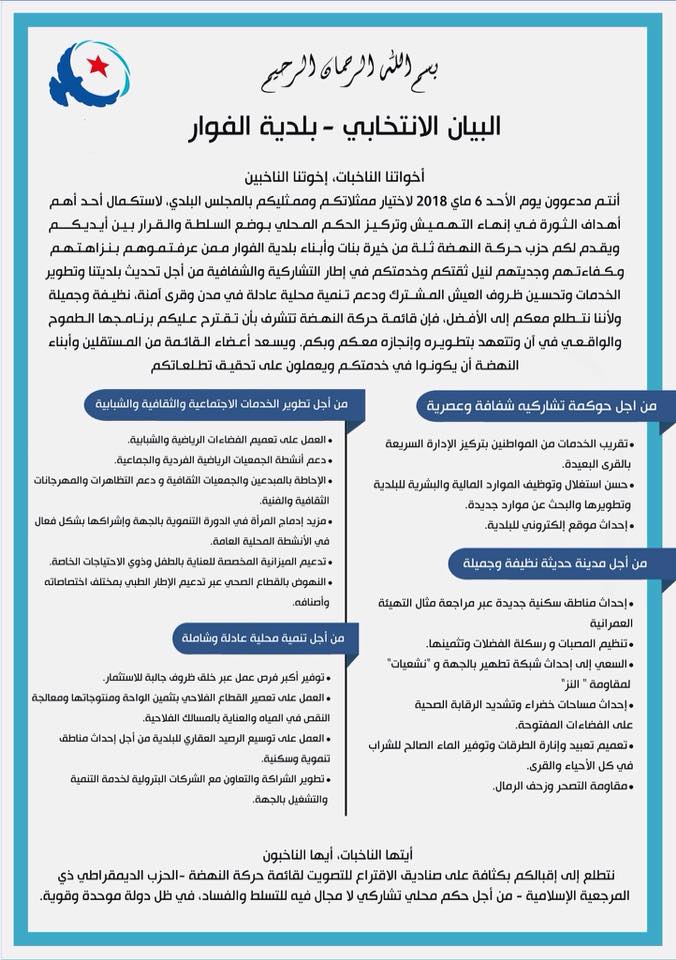 بسم الله الرحمان الرحيم
البيان الانتخابي - بلدية الفوار
أخواتنا الناخبات، إخوتنا الناخبين
أنتم مدعوون يوم الأحد 6 ماي 2018 لاختيار ممثلاتكم وممثليكم بالمجلس البلدي، لاستكمال أحد أهم
أهداف الثورة في إنهاء التهميش وتركيز الحكم المحلي بوضع السلطة والقرار بين أيديكم
ويقدم لكم حزب حركة النهضة ثلة من خيرة بنات وأبناء بلدية الفوار ممن عرفتموهم بنزاهتهم
وكفاءتهم وجديتهم لنيل ثقتكم وخدمتكم في إطار التشاركية والشفافية من أجل تحديث بلديتنا وتطوير
الخدمات وتحسين ظروف العيش المشترك ودعم تنمية محلية عادلة في مدن وقرى آمنة، نظيفة وجميلة
ولأننا نتطلع معكم إلى الأفضل، فإن قائمة حركة النهضة تتشرف بأن تقترح عليكم برنامجها الطموح
والواقعي في آن وتتعهد بتطويره وإنجازه معكم وبكم. ويسعد أعضاء القائمة من المستقلين وأبناء
النهضة أن يكونوا في خدمتكم ويعملون على تحقيق تطلعاتكم
من اجل حوكمة تشاركيه شفافة وعصرية
•تقريب الخدمات من المواطنين بتركيز الإدارة السريعة
بالقرى البعيدة.
•حسن استغلال وتوظيف الموارد المالية والبشرية للبلدية
وتطويرها والبحث عن موارد جديدة.
•إحداث موقع إلكتروني للبلدية.
من أجل مدينة حديثة نظيفة وجميلة
•إحداث مناطق سكنية جديدة عبر مراجعة مثال التهيئة
العمرانية
•تنظيم المصبات و رسكلة الفضلات وتثمينها.
•السعي إلى إحداث شبكة تطهير بالجهة و "نشعيات"
لمقاومة " النز"
•إحداث مساحات خضراء وتشديد الرقابة الصحية
على الفضاءات المفتوحة.
•تعميم تعبيد وإنارة الطرقات وتوفير الماء الصالح للشراب
في كل الأحياء والقرى.
•مقاومة التصحر وزحف الرمال.
من أجل تطوير الخدمات الاجتماعية والثقافية والشبابية
•العمل على تعميم الفضاءات الرياضية والشبابية.
•دعم أنشطة الجمعيات الرياضية الفردية والجماعية.
•الإحاطة بالمبدعين والجمعيات الثقافية و دعم التظاهرات والمهرجانات
الثقافية والفنية.
•مزيد إدماج المرأة في الدورة التنموية بالجهة وإشراكها بشكل فعال
في الأنشطة المحلية العامة.
•تدعيم الميزانية المخصصة للعناية بالطفل وذوي الاحتياجات الخاصة.
•النهوض بالقطاع الصحي عبر تدعيم الإطار الطبي بمختلف اختصاصاته
وأصنافه.
من أجل تنمية محلية عادلة وشاملة
•توفير أكبر فرص عمل عبر خلق ظروف جالبة للاستثمار.
•العمل على تعصير القطاع الفلاحي بتثمين الواحة ومنتوجاتها ومعالجة
النقص في المياه والعناية بالمسالك الفلاحية.
•العمل على توسيع الرصيد العقاري للبلدية من أجل إحداث مناطق
تنموية وسكنية.
•تطوير الشراكة والتعاون مع الشركات البترولية لخدمة التنمية
والتشغيل بالجهة.
أيتها الناخبات، أيها الناخبون
نتطلع إلى إقبالكم بكثافة على صناديق الاقتراع للتصويت لقائمة حركة النهضة -الحزب الديمقراطي ذي
المرجعية الإسلامية - من أجل حكم محلي تشاركي لا مجال فيه للتسلط والفساد، في ظل دولة موحدة وقوية.